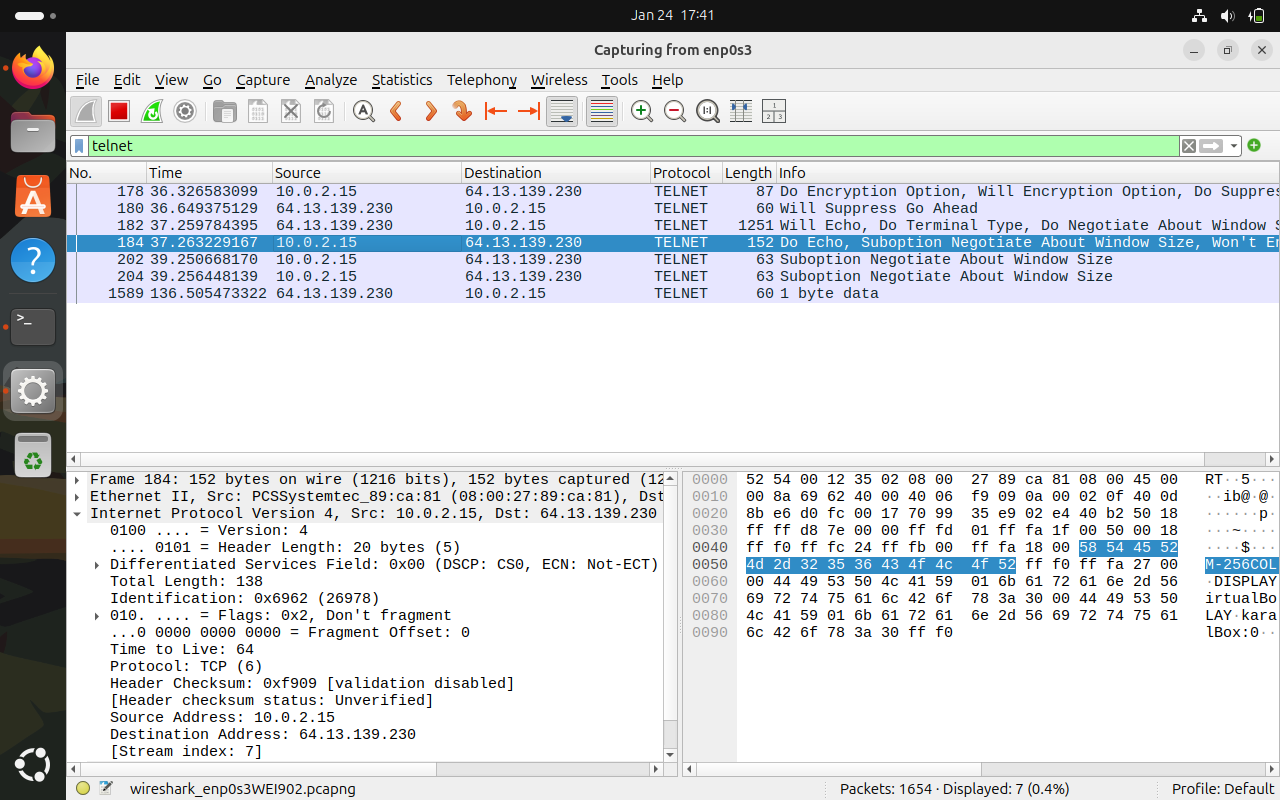 Jan 24 17:41
Capturing from enp0s3
File Edit View Go Capture Analyze Statistics Telephony Wireless Tools Help
telnet
No. Time Source Destination Protocol Length Info
178 36.326583099 10.0.2.15 64.13.139.230 TELNET 87 Do Encryption Option, Will Encryption Option, Do Suppres
180 36.649375129 64.13.139.230 10.0.2.15 TELNET 60 Will Suppress Go Ahead
182 37.259784395 64.13.139.230 10.0.2.15 TELNET 1251 Will Echo, Do Terminal Type, Do Negotiate About Window S
184 37.263229167 10.0.2.15 64.13.139.230 TELNET 152 Do Echo, Suboption Negotiate About Window Size, Won't En
202 39.250668170 10.0.2.15 64.13.139.230 TELNET 63 Suboption Negotiate About Window Size
204 39.256448139 10.0.2.15 64.13.139.230 TELNET 63 Suboption Negotiate About Window Size
1589 136.505473322 64.13.139.230 10.0.2.15 TELNET 60 1 byte data
Frame 184: 152 bytes on wire (1216 bits), 152 bytes captured (12
Ethernet II, Src: PCSSystemtec_89:ca:81 (08:00:27:89:ca:81), Dst
Internet Protocol Version 4, Src: 10.0.2.15, Dst: 64.13.139.230
0100 .... = Version: 4
.... 0101 = Header Length: 20 bytes (5)
Differentiated Services Field: 0x00 (DSCP: CS0, ECN: Not-ECT)
Total Length: 138
Identification: 0x6962 (26978)
010. .... = Flags: 0x2, Don't fragment
...0 0000 0000 0000 = Fragment Offset: 0
Time to Live: 64
Protocol: TCP (6)
Header Checksum: 0xf909 [validation disabled]
[Header checksum status: Unverified]
Source Address: 10.0.2.15
Destination Address: 64.13.139.230
[Stream index: 7]
0000 52 54 00 12 35 02 08 00 27 89 ca 81 08 00 45 00 RT··5···
0010 00 8a 69 62 40 00 40 06 f9 09 0a 00 02 0f 40 0d ··ib@·@·
0020 8b e6 d0 fc 00 17 70 99 35 e9 02 e4 40 b2 50 18 ······p·
0030 ff ff d8 7e 00 00 ff fd 01 ff fa 1f 00 50 00 18 ···~····
0040 ff f0 ff fc 24 ff fb 00 ff fa 18 00 58 54 45 52 ····$···
0050 4d 2d 32 35 36 43 4f 4c 4f 52 ff f0 ff fa 27 00 M-256COL
0060 00 44 49 53 50 4c 41 59 01 6b 61 72 61 6e 2d 56 ·DISPLAY
0070 69 72 74 75 61 6c 42 6f 78 3a 30 00 44 49 53 50 irtualBo
0080 4c 41 59 01 6b 61 72 61 6e 2d 56 69 72 74 75 61 LAY·kara
0090 6c 42 6f 78 3a 30 ff f0 lBox:0··
wireshark_enp0s3WEI902.pcapng
Packets: 1654 · Displayed: 7 (0.4%)
Profile: Default